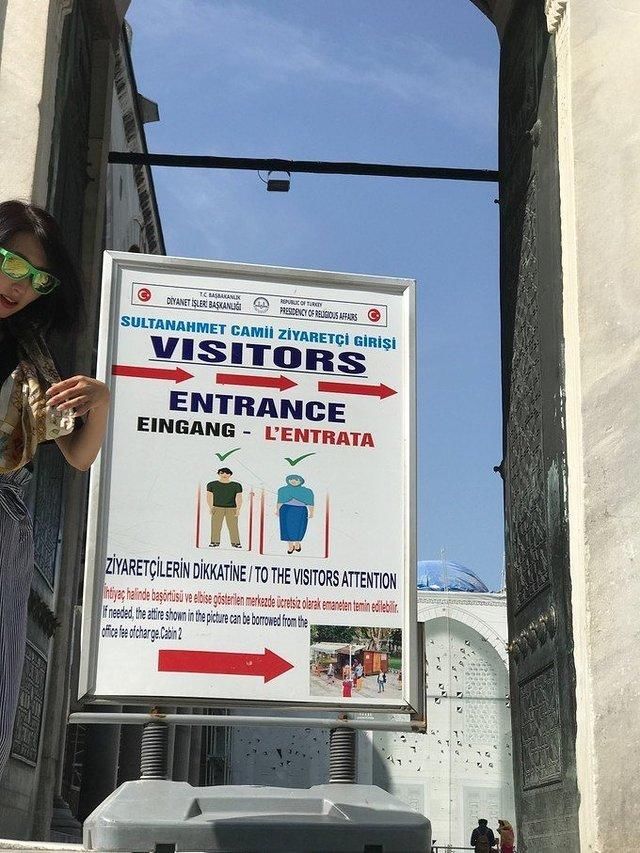 T.C. BAŞBAKANLIK
DİYANET İŞLERİ BAŞKANLIĞI
REPUBLIC OF TURKEY
PRESIDENCY OF RELIGIOUS AFFAIRS
SULTANAHMET CAMİİ ZİYARETÇİ GİRİŞİ
VISITORS
ENTRANCE
EINGANG - L'ENTRATA
ZİYARETÇİLERİN DİKKATİNE / TO THE VISITORS ATTENTION
İhtiyaç halinde başörtüsü ve elbise gösterilen merkezde ücretsiz olarak emaneten temin edilebilir.
If needed, the attire shown in the picture can be borrowed from the
office fee ofcharge.Cabin 2